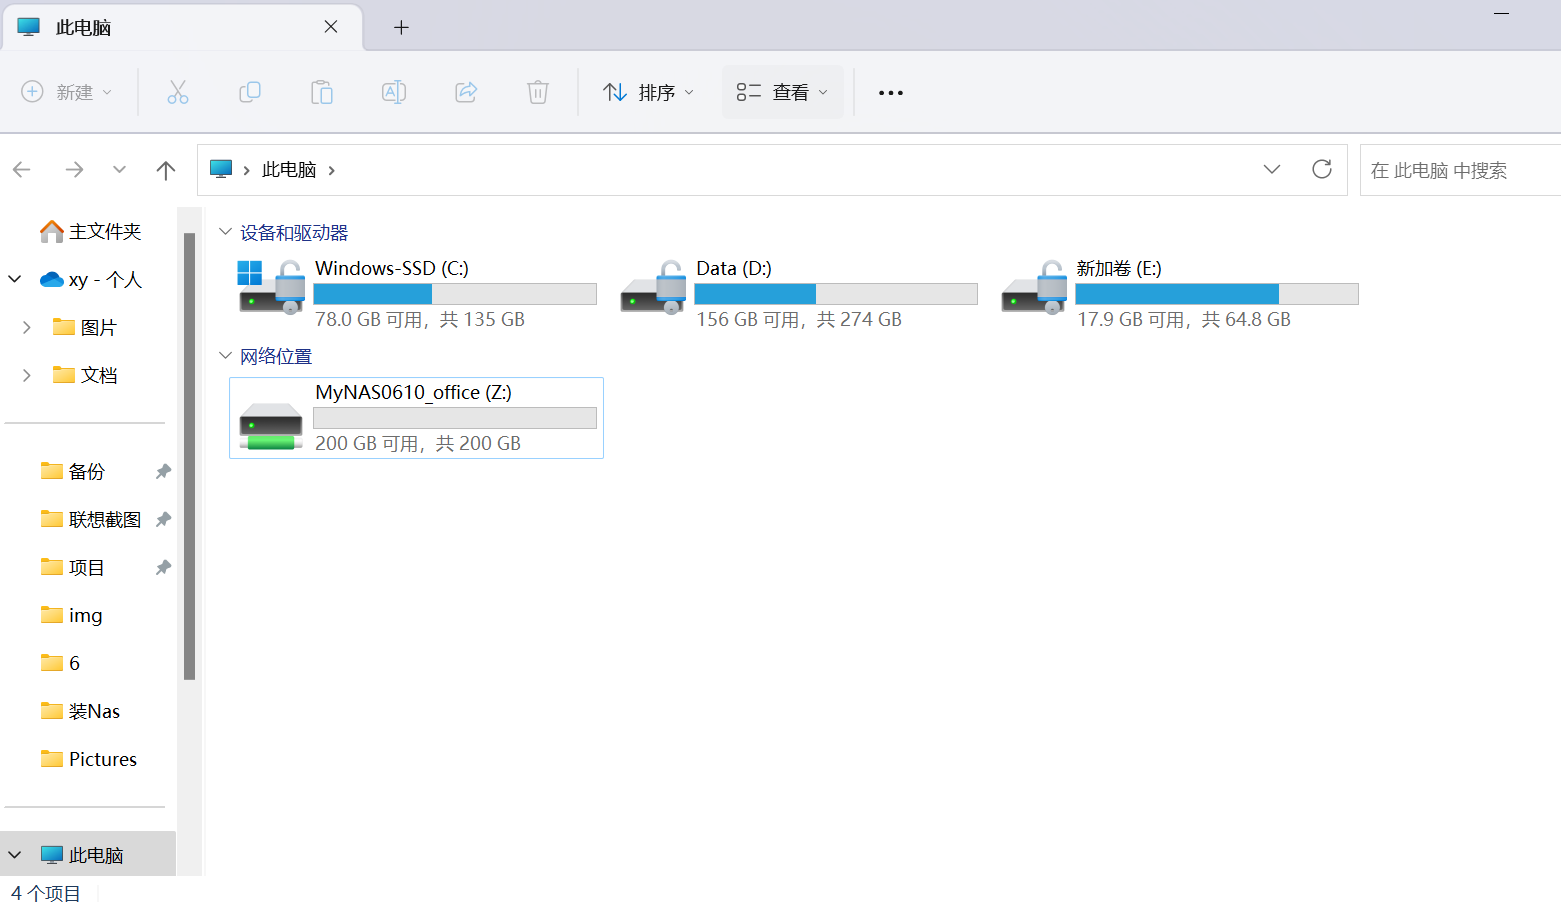 此电脑
新建
排序
查看
此电脑
在 此电脑 中搜索
主文件夹
xy - 个人
图片
文档
备份
联想截图
项目
img
6
装Nas
Pictures
此电脑
设备和驱动器
Windows-SSD (C:)
78.0 GB 可用，共 135 GB
Data (D:)
156 GB 可用，共 274 GB
新加卷 (E:)
17.9 GB 可用，共 64.8 GB
网络位置
MyNAS0610_office (Z:)
200 GB 可用，共 200 GB
4 个项目